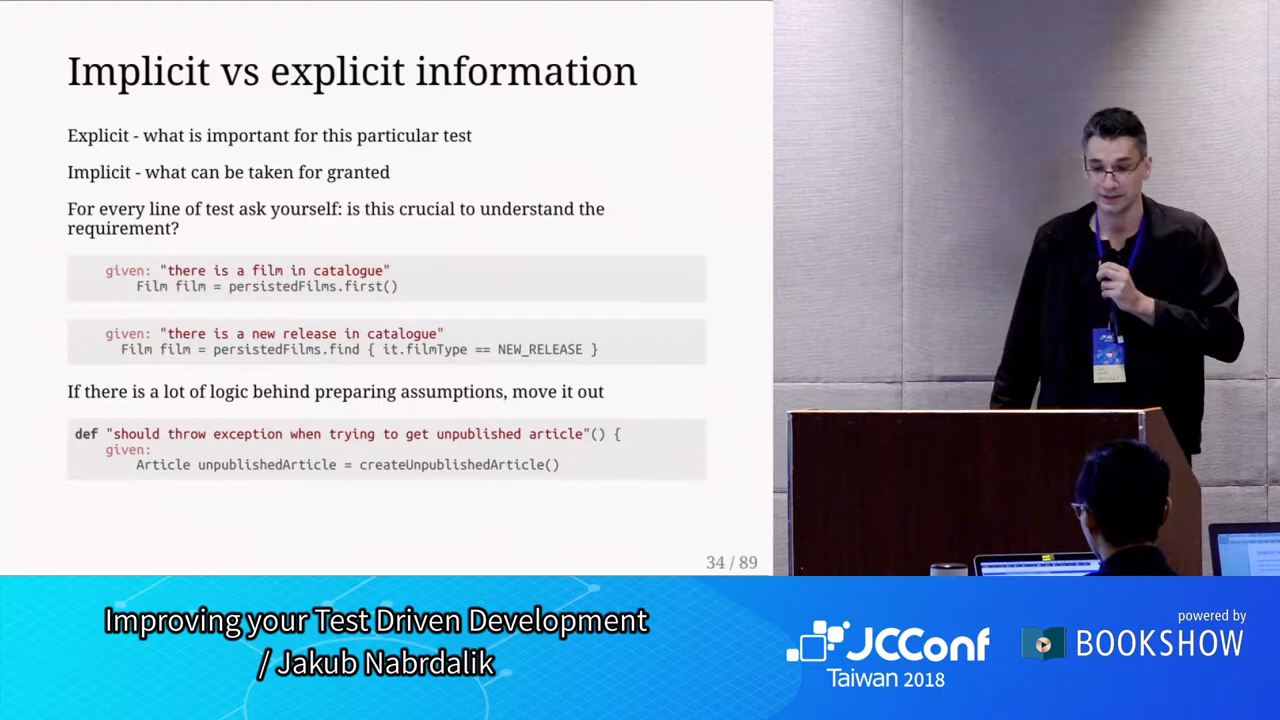 Implicit vs explicit information
Explicit - what is important for this particular test
Implicit - what can be taken for granted
For every line of test ask yourself: is this crucial to understand the
requirement?
given: "there is a film in catalogue"
Film film = persistedFilms.first()
given: "there is a new release in catalogue"
Film film = persistedFilms.find { it.filmType == NEW_RELEASE }
If there is a lot of logic behind preparing assumptions, move it out
def "should throw exception when trying to get unpublished article"() {
given:
Article unpublishedArticle = createUnpublishedArticle()
34 / 89
Improving your Test Driven Development
/ Jakub Nabrdalik
JCConf
Taiwan 2018
powered by
BOOKSHOW